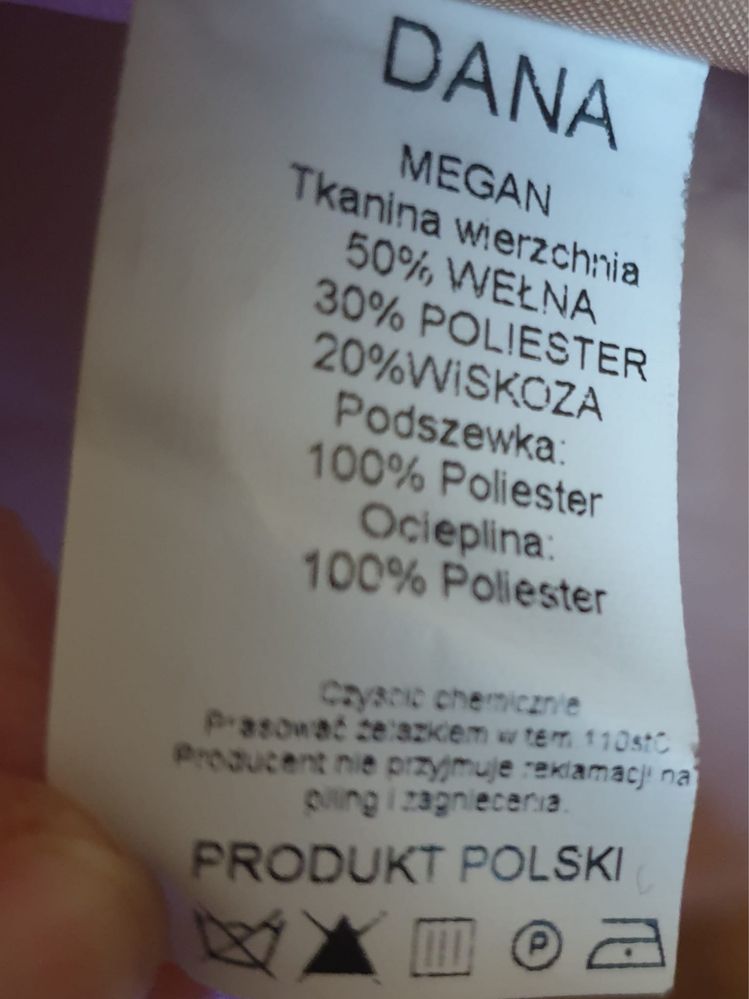 DANA
MEGAN
Tkanina wierzchnia
50%, WEŁNA
30% POLIESTER
20%WiSKOZA
Podszewka:
100% Poliester
Ocieplina:
100% Poliester
Czyścić chemicznie
Prasować żelazkiem w tem. 110stC
Producent nie przyjmuje reklamacji na
piling i zagniecenia.
PRODUKT POLSKI
P